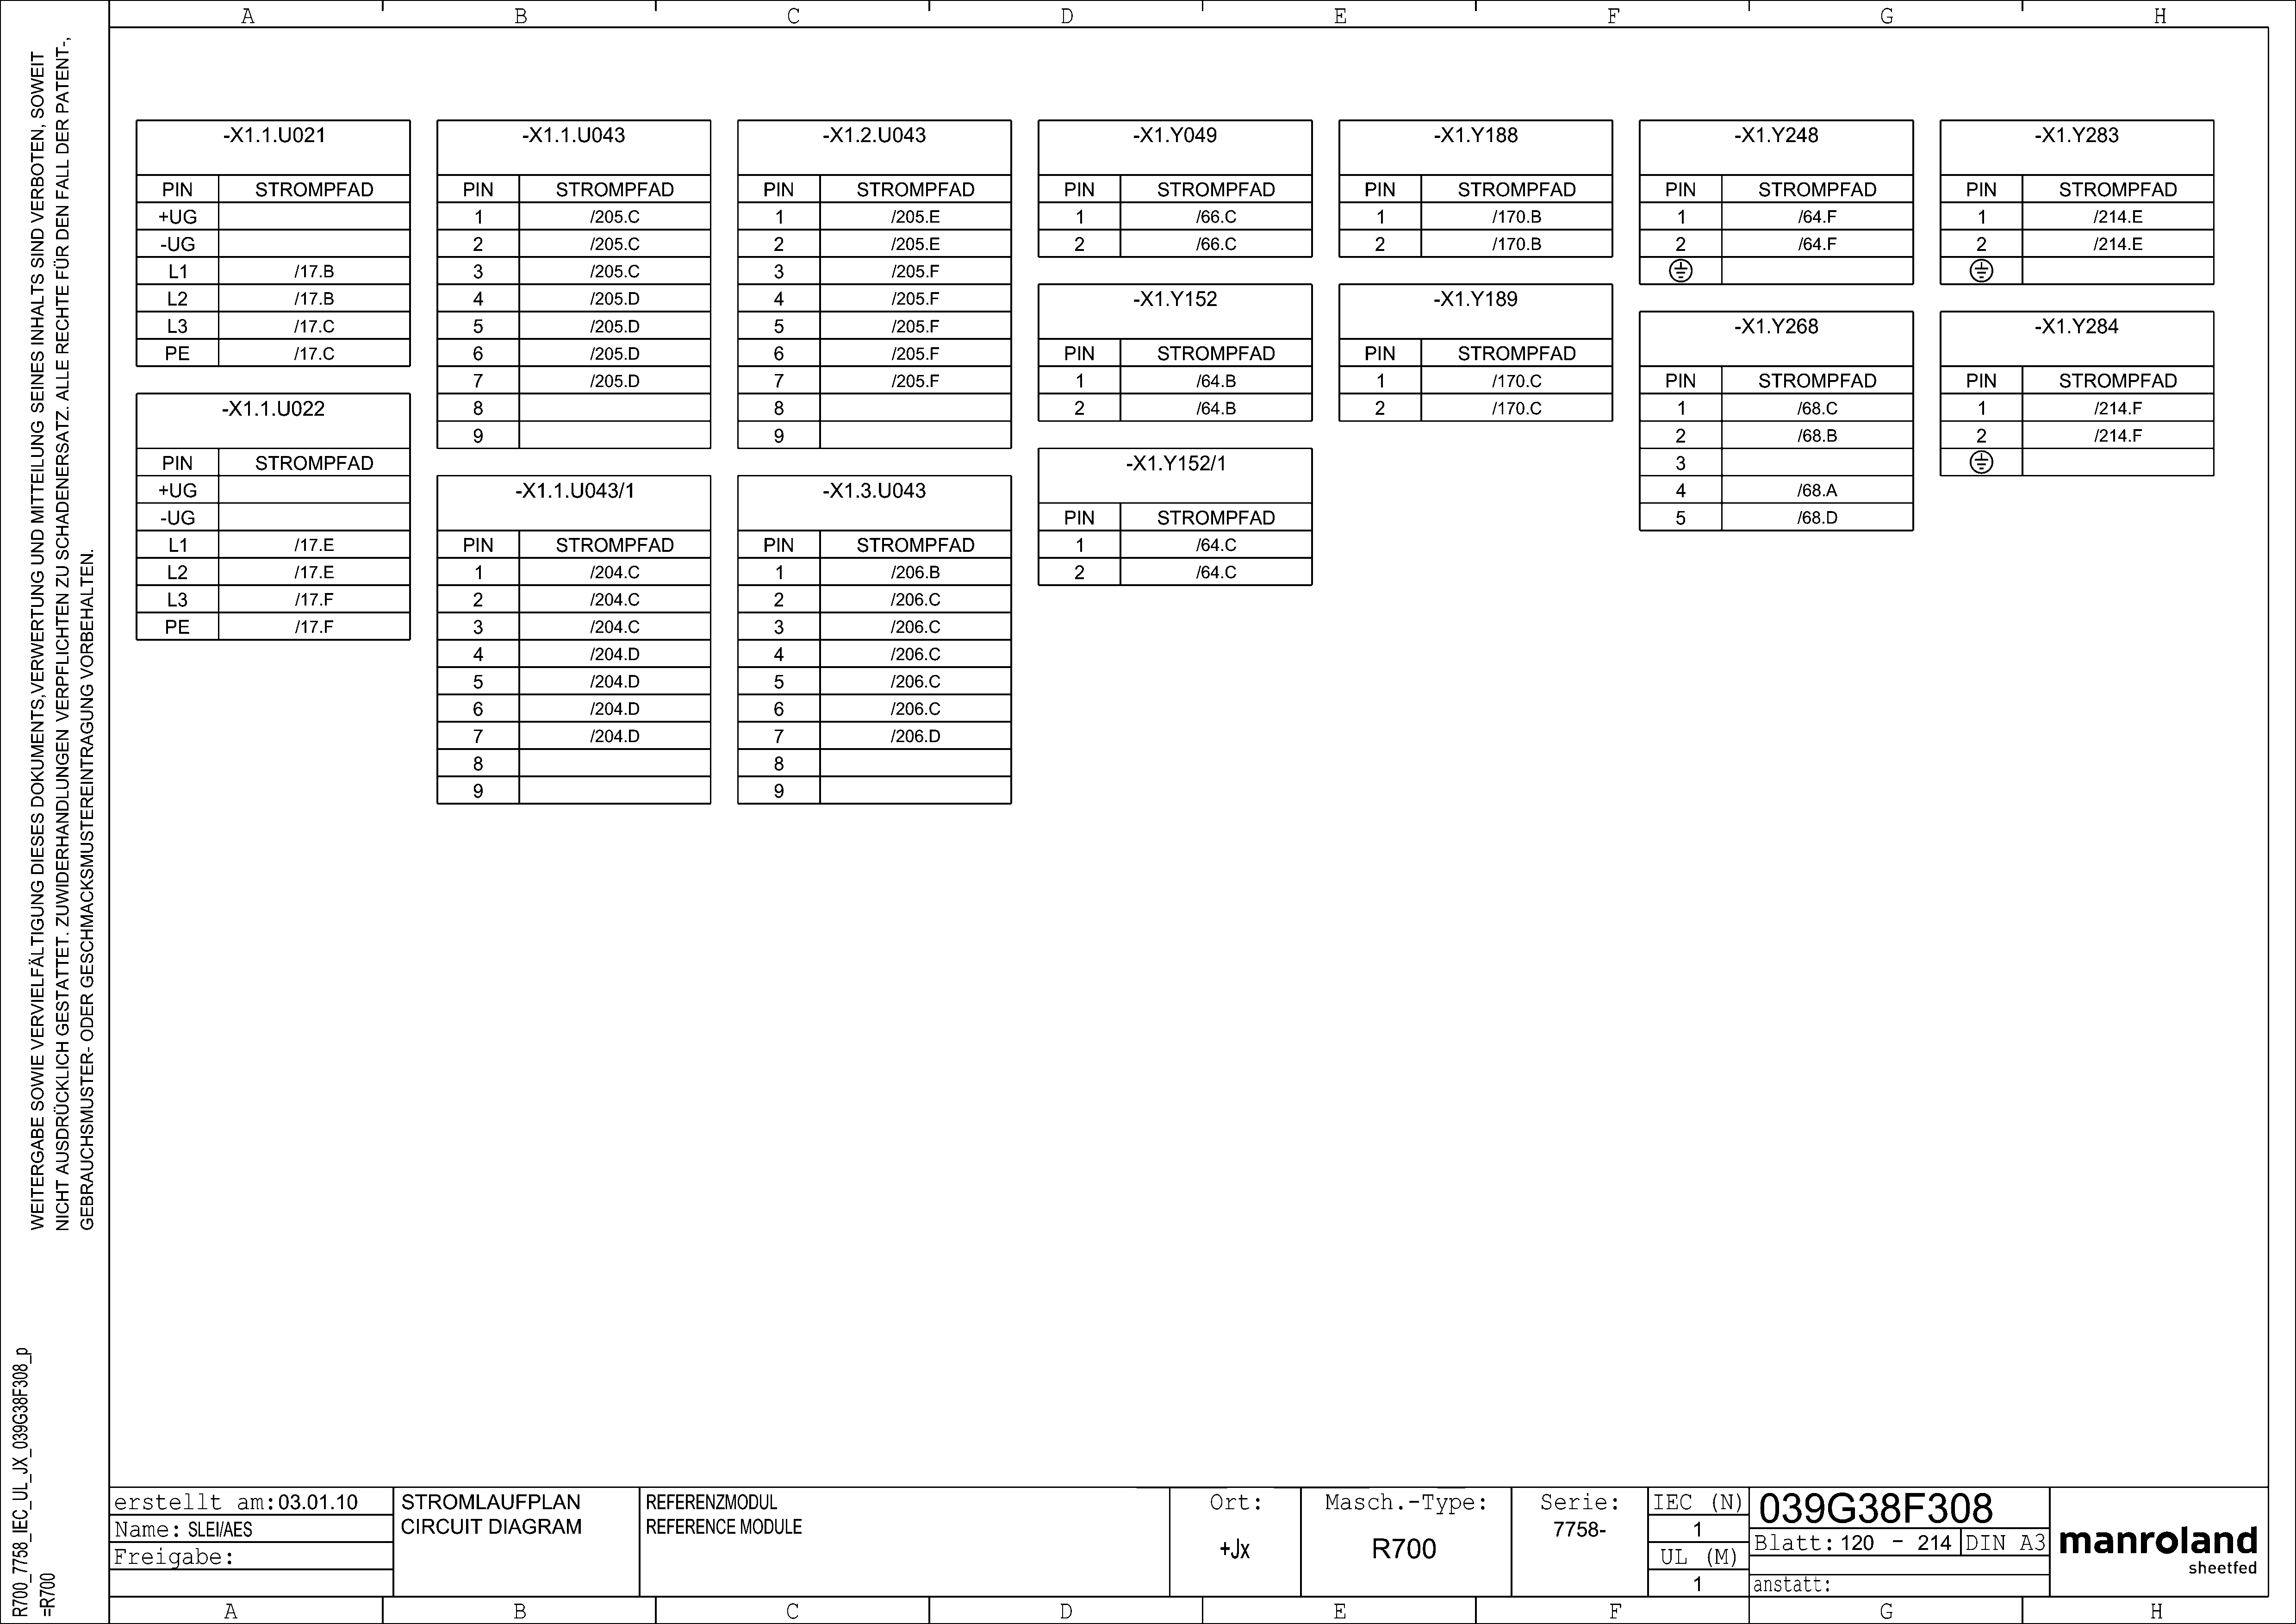 A B C D E F G H
WEITERGABE SOWIE VERVIELFÄLTIGUNG DIESES DOKUMENTS,VERWERTUNG UND MITTEILUNG SEINES INHALTS SIND VERBOTEN, SOWEIT
NICHT AUSDRÜCKLICH GESTATTET. ZUWIDERHANDLUNGEN VERPFLICHTEN ZU SCHADENERSATZ. ALLE RECHTE FÜR DEN FALL DER PATENT-,
GEBRAUCHSMUSTER- ODER GESCHMACKSMUSTEREINTRAGUNG VORBEHALTEN.
R700_7758_IEC_UL_JX_039G38F308_p
=R700
-X1.1.U021
PIN STROMPFAD
+UG
-UG
L1 /17.B
L2 /17.B
L3 /17.C
PE /17.C
-X1.1.U022
PIN STROMPFAD
+UG
-UG
L1 /17.E
L2 /17.E
L3 /17.F
PE /17.F
-X1.1.U043
PIN STROMPFAD
1 /205.C
2 /205.C
3 /205.C
4 /205.D
5 /205.D
6 /205.D
7 /205.D
8
9
-X1.1.U043/1
PIN STROMPFAD
1 /204.C
2 /204.C
3 /204.C
4 /204.D
5 /204.D
6 /204.D
7 /204.D
8
9
-X1.2.U043
PIN STROMPFAD
1 /205.E
2 /205.E
3 /205.F
4 /205.F
5 /205.F
6 /205.F
7 /205.F
8
9
-X1.3.U043
PIN STROMPFAD
1 /206.B
2 /206.C
3 /206.C
4 /206.C
5 /206.C
6 /206.C
7 /206.D
8
9
-X1.Y049
PIN STROMPFAD
1 /66.C
2 /66.C
-X1.Y152
PIN STROMPFAD
1 /64.B
2 /64.B
-X1.Y152/1
PIN STROMPFAD
1 /64.C
2 /64.C
-X1.Y188
PIN STROMPFAD
1 /170.B
2 /170.B
-X1.Y189
PIN STROMPFAD
1 /170.C
2 /170.C
-X1.Y248
PIN STROMPFAD
1 /64.F
2 /64.F
-X1.Y268
PIN STROMPFAD
1 /68.C
2 /68.B
3
4 /68.A
5 /68.D
-X1.Y283
PIN STROMPFAD
1 /214.E
2 /214.E
-X1.Y284
PIN STROMPFAD
1 /214.F
2 /214.F
erstellt am: 03.01.10
Name: SLEI/AES
Freigabe:
STROMLAUFPLAN
CIRCUIT DIAGRAM
REFERENZMODUL
REFERENCE MODULE
Ort:
+Jx
Masch.-Type:
R700
Serie:
7758-
IEC (N)
1
UL (M)
1
039G38F308
Blatt: 120 - 214 DIN A3
anstatt:
manroland
sheetfed
A B C D E F G H